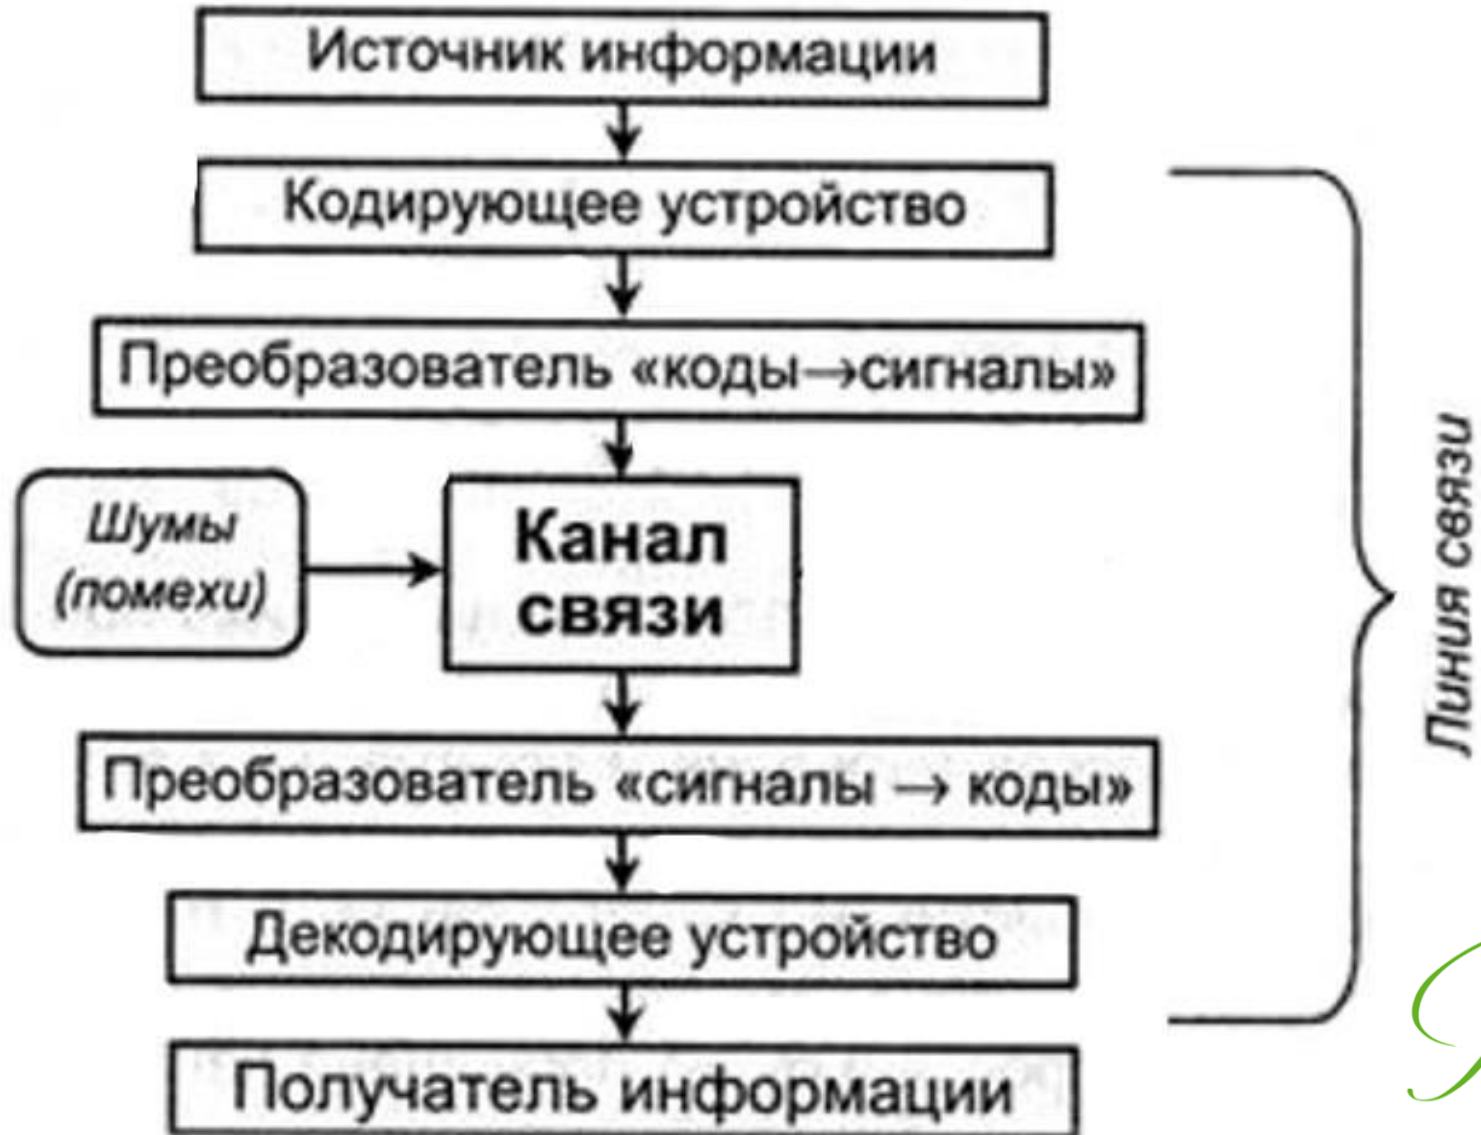 Источник информации
Кодирующее устройство
Преобразователь «коды→сигналы»
Шумы
(помехи)
Канал
связи
Преобразователь «сигналы → коды»
Декодирующее устройство
Получатель информации
Линия связи